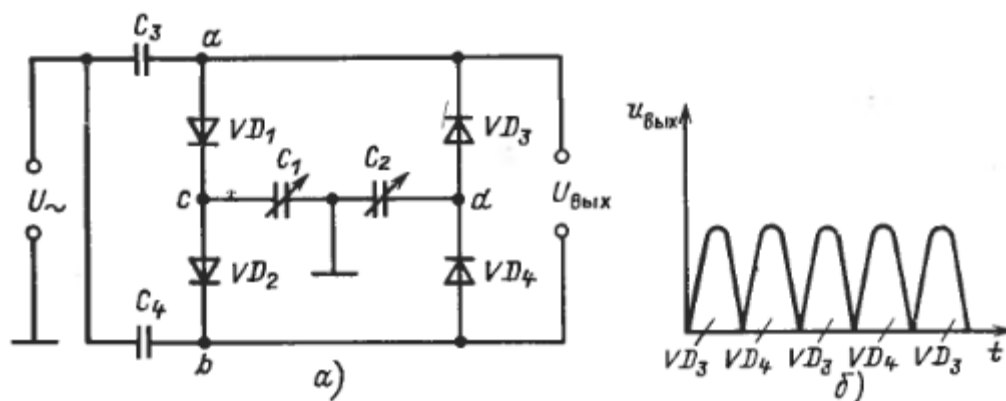 C3
a
VD1
VD3
C1
C2
c
d
U~
Uвых
VD2
VD4
C4
b
а)
uвых
VD3 VD4 VD3 VD4 VD3
t
б)